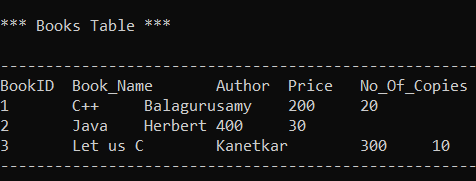 *** Books Table ***
--------------------------------------------------------
BookID  Book_Name       Author  Price   No_Of_Copies
1       C++     Balagurusamy    200     20
2       Java    Herbert 400     30
3       Let us C        Kanetkar        300     10
--------------------------------------------------------